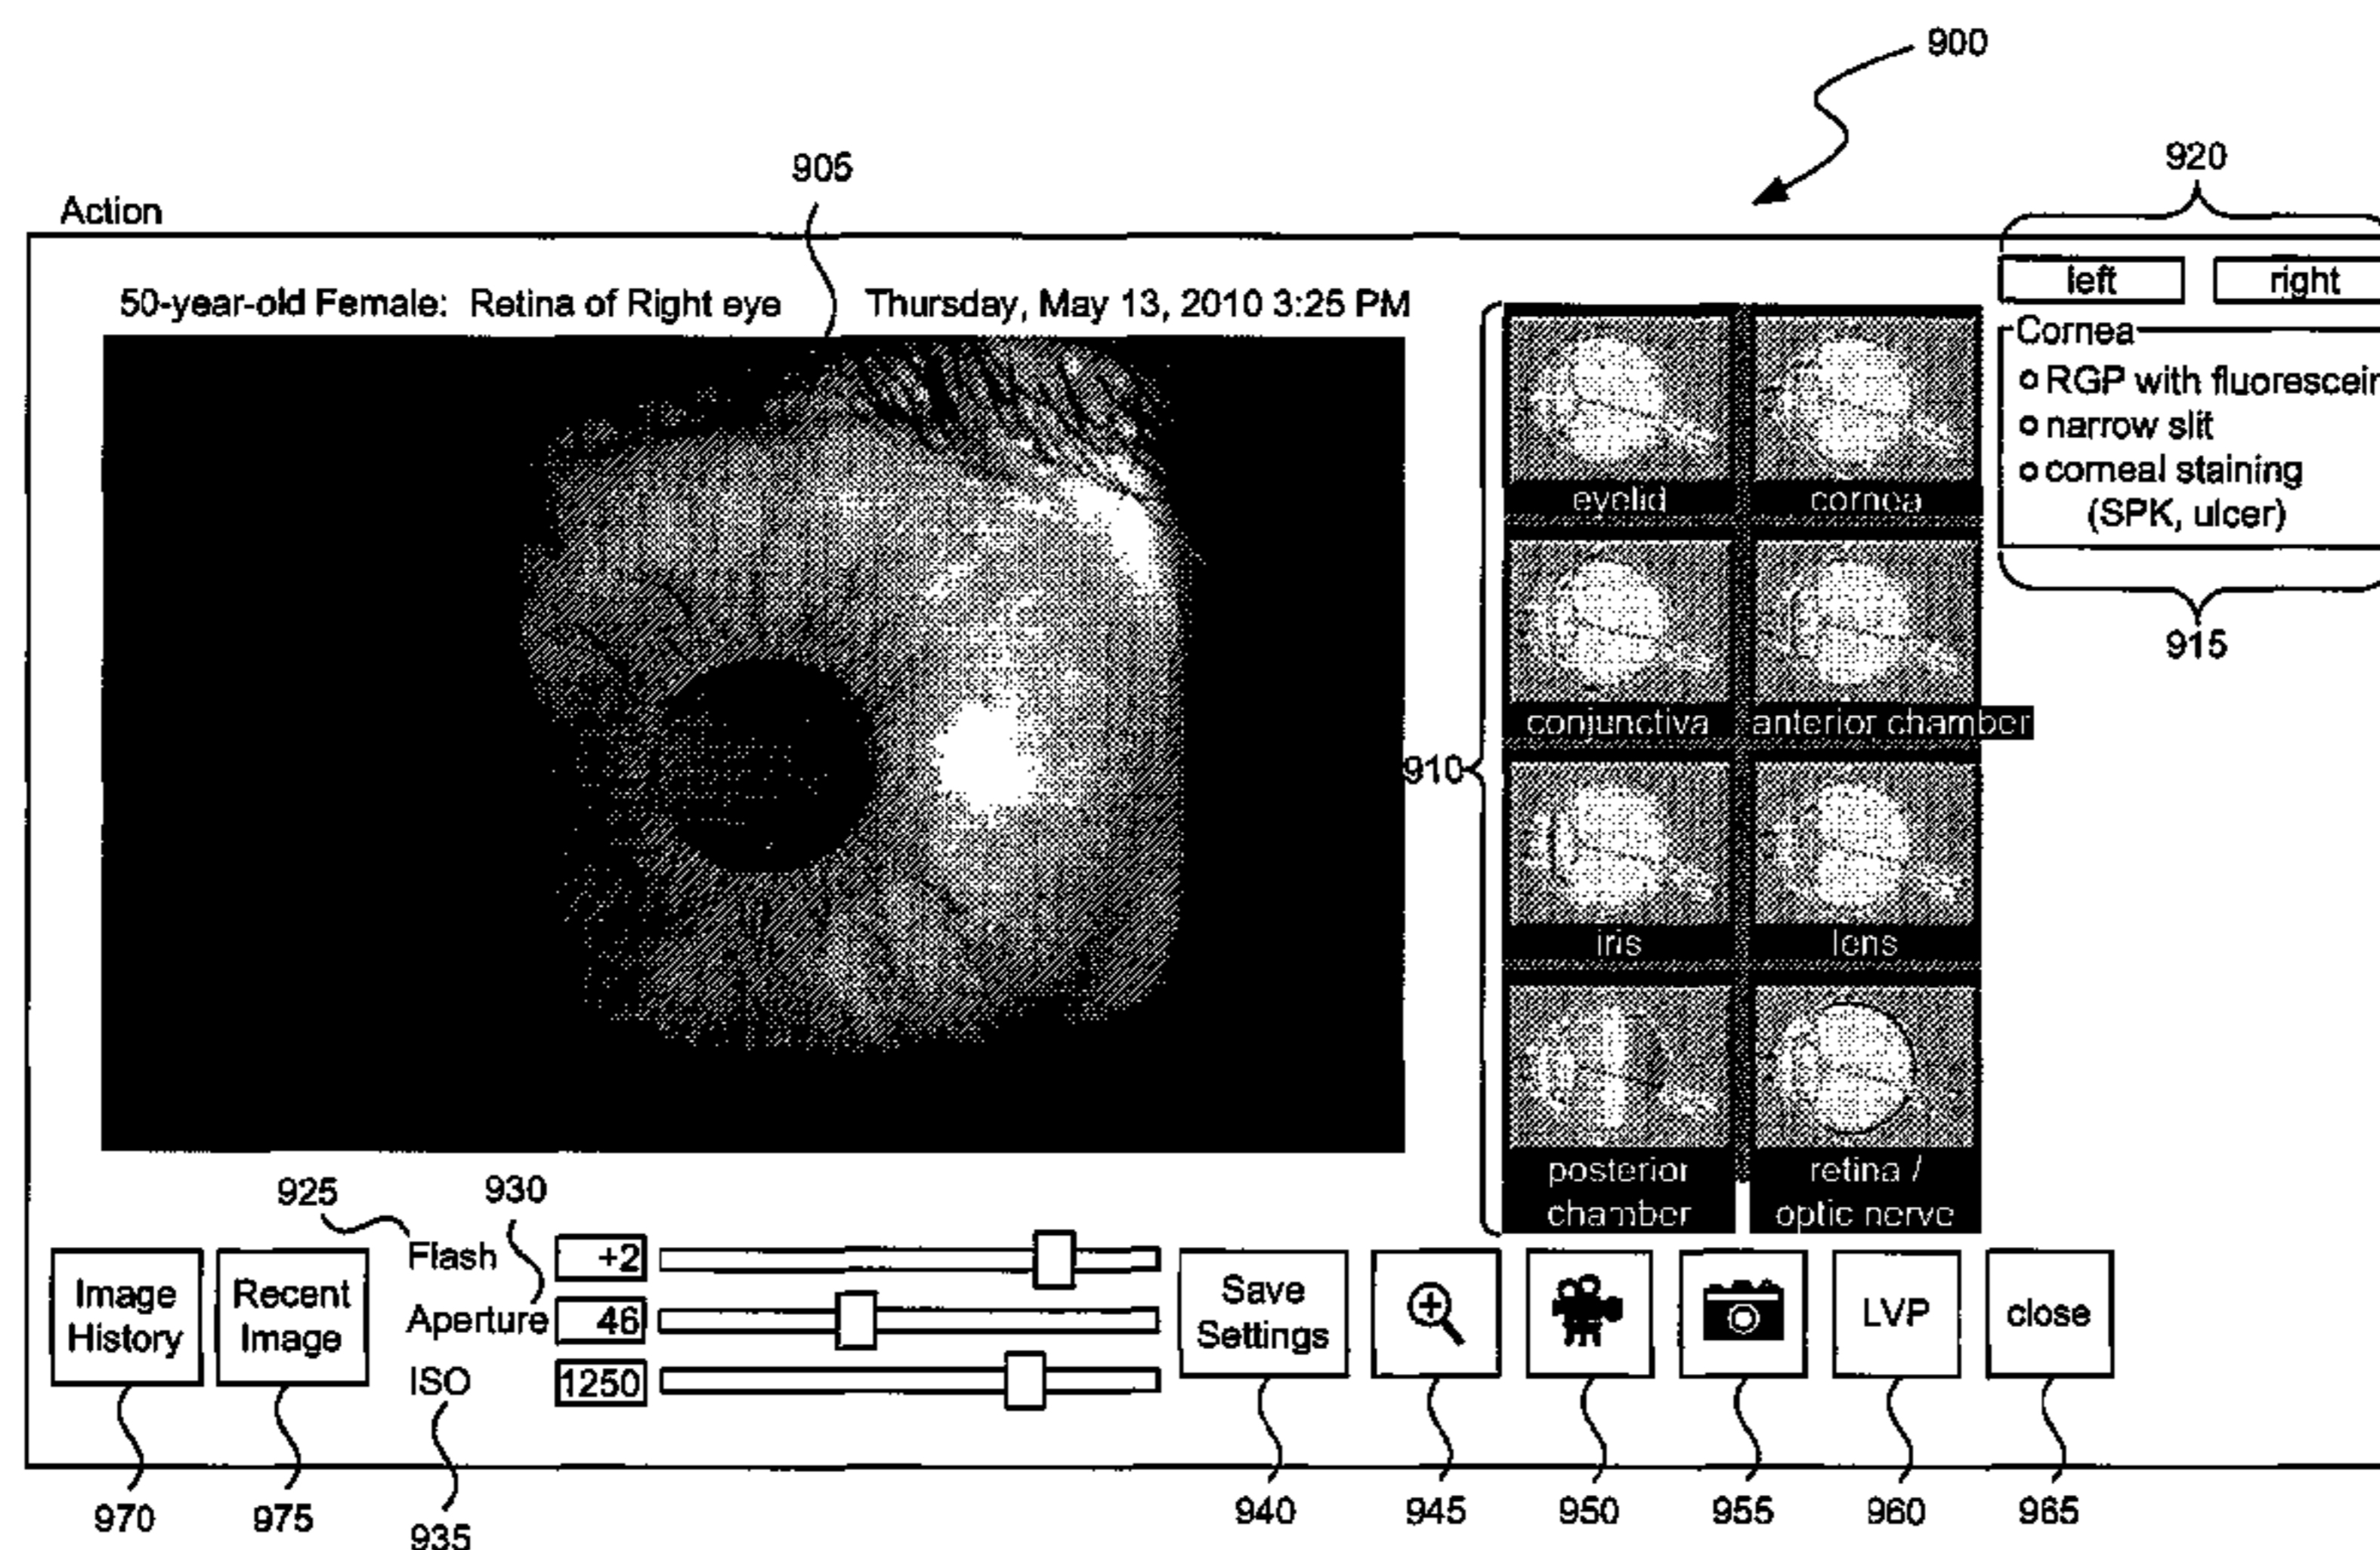 900
905
920
Action
left right
50-year-old Female: Retina of Right eye Thursday, May 13, 2010 3:25 PM
Cornea
RGP with fluorescein
narrow slit
corneal staining
(SPK, ulcer)
915
eyelid cornea
conjunctiva anterior chamber
910
iris lens
posterior chamber
retina / optic nerve
925 930
Flash +2
Aperture 46
ISO 1250
Image
History
Recent
Image
Save
Settings
LVP
close
970 975 935 940 945 950 955 960 965